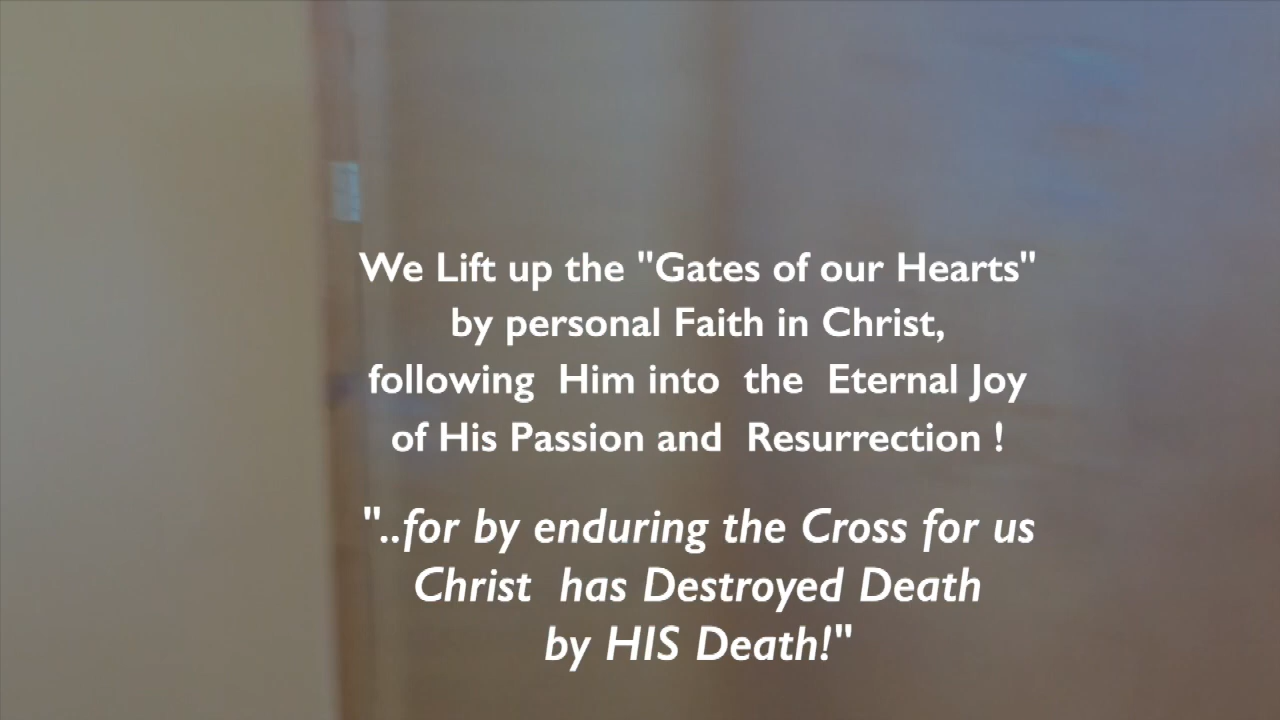 We Lift up the "Gates of our Hearts"
by personal Faith in Christ,
following Him into the Eternal Joy
of His Passion and Resurrection !
"..for by enduring the Cross for us
Christ has Destroyed Death
by HIS Death!"